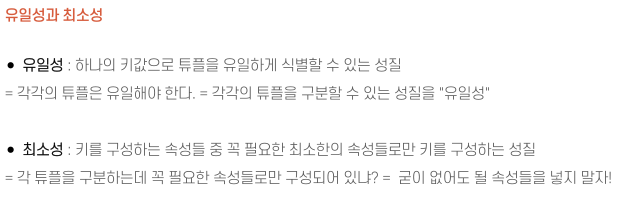 유일성과 최소성
● 유일성 : 하나의 키값으로 튜플을 유일하게 식별할 수 있는 성질
= 각각의 튜플은 유일해야 한다. = 각각의 튜플을 구분할 수 있는 성질을 "유일성"
● 최소성 : 키를 구성하는 속성들 중 꼭 필요한 최소한의 속성들로만 키를 구성하는 성질
= 각 튜플을 구분하는데 꼭 필요한 속성들로만 구성되어 있냐? = 굳이 없어도 될 속성들을 넣지 말자!